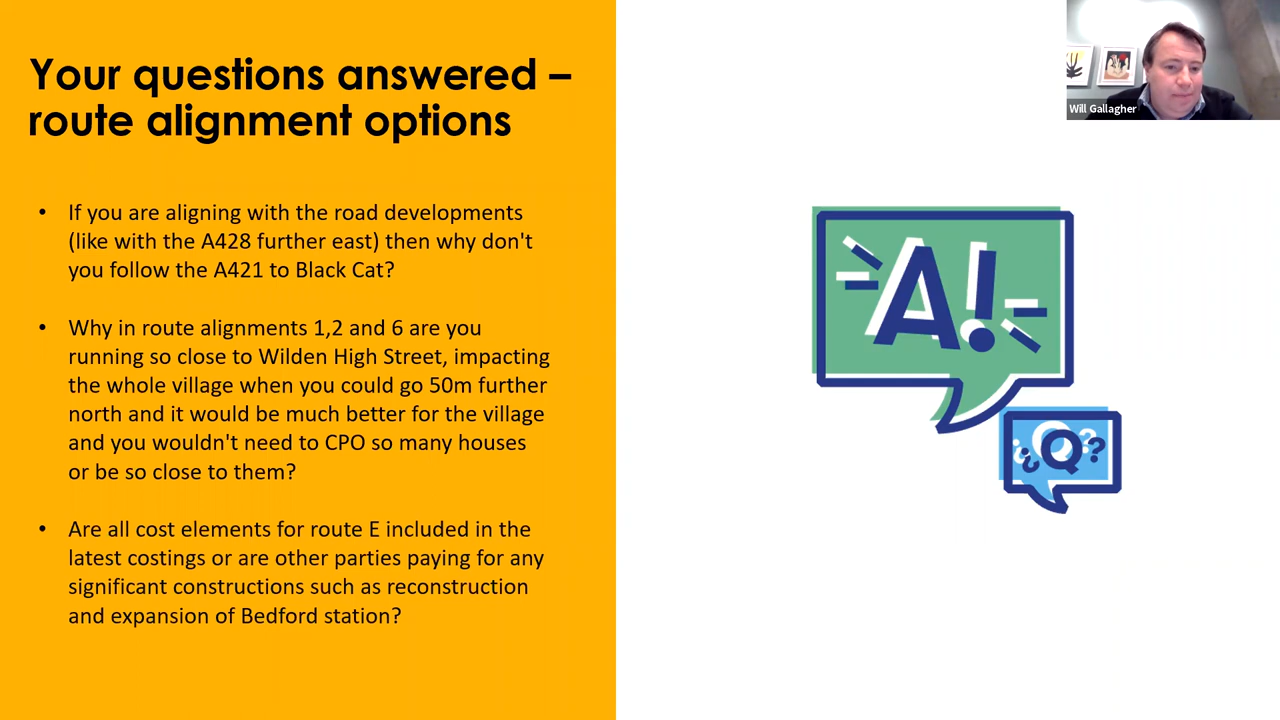 Your questions answered –
route alignment options
• If you are aligning with the road developments
(like with the A428 further east) then why don't
you follow the A421 to Black Cat?
• Why in route alignments 1,2 and 6 are you
running so close to Wilden High Street, impacting
the whole village when you could go 50m further
north and it would be much better for the village
and you wouldn't need to CPO so many houses
or be so close to them?
• Are all cost elements for route E included in the
latest costings or are other parties paying for any
significant constructions such as reconstruction
and expansion of Bedford station?
Will Gallagher
A!
¿Q?